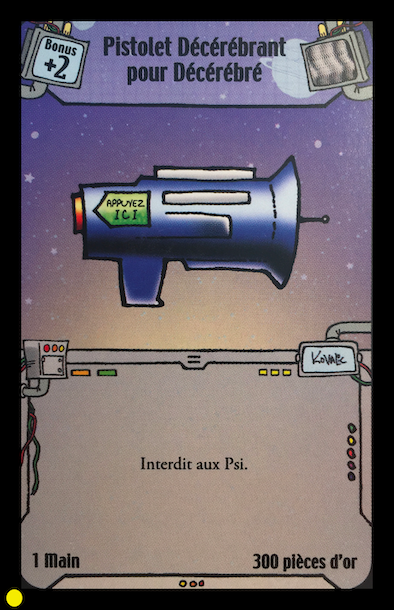 Bonus
+2
Pistolet Décérébrant
pour Décérébré
APPUYEZ
ICI
KOVALIC
Interdit aux Psi.
1 Main
300 pièces d'or